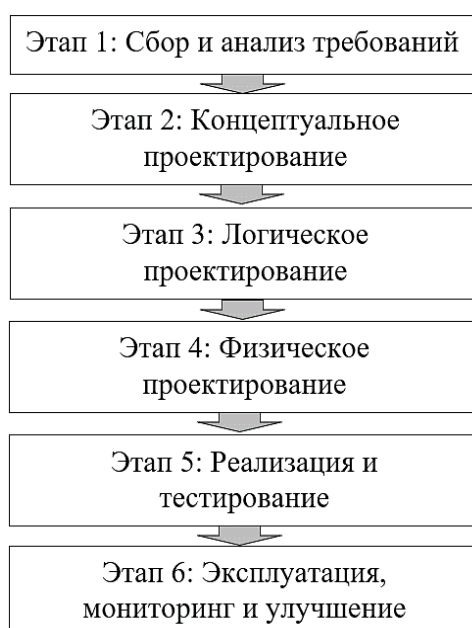 Этап 1: Сбор и анализ требований
Этап 2: Концептуальное
проектирование
Этап 3: Логическое
проектирование
Этап 4: Физическое
проектирование
Этап 5: Реализация и
тестирование
Этап 6: Эксплуатация,
мониторинг и улучшение